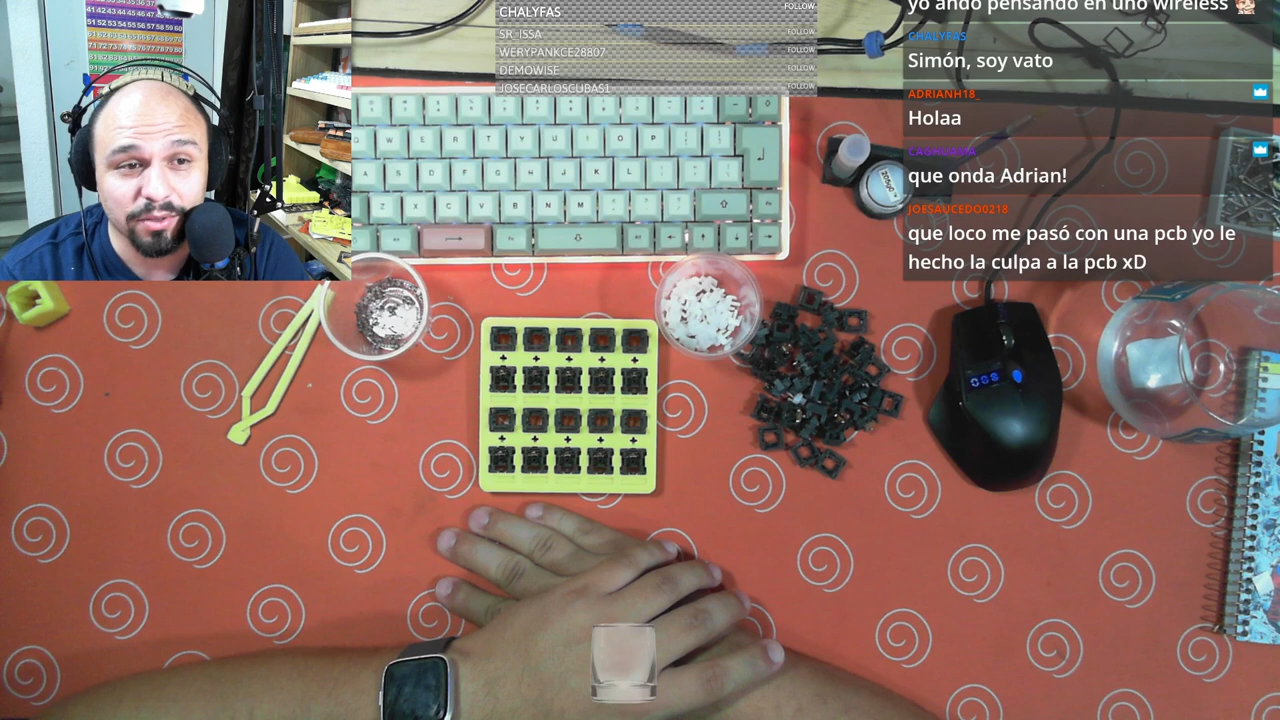 CHALYFAS FOLLOW
SR_ISSA FOLLOW
WERYPANKCE28807 FOLLOW
DEMOWISE FOLLOW
JOSECARLOSCUBAS1 FOLLOW
yo ando pensando en uno wireless
CHALYFAS
Simón, soy vato
ADRIANH18_
Holaa
que onda Adrian!
JOESAUCEDO0218
que loco me pasó con una pcb yo le
hecho la culpa a la pcb xD